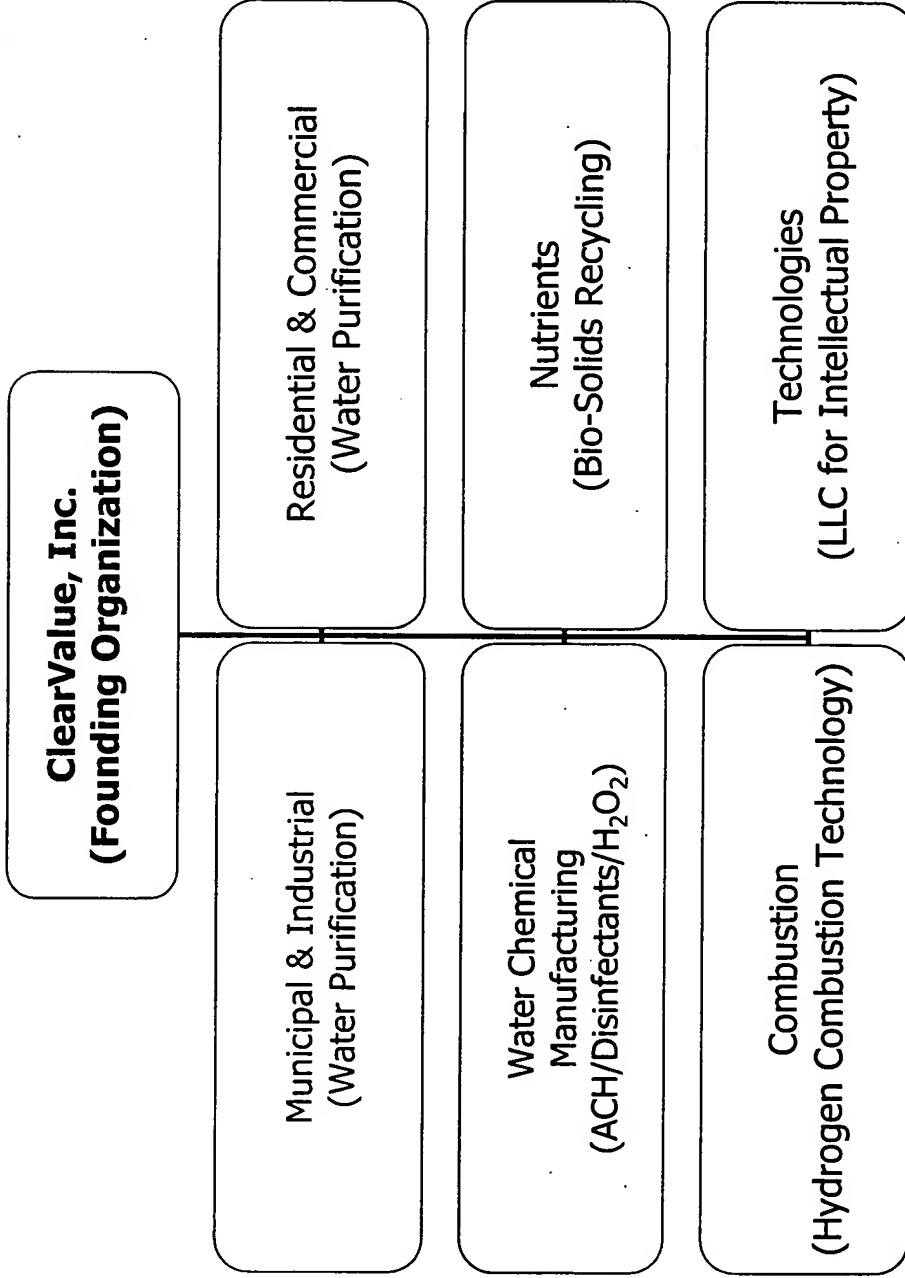 ClearValue, Inc.
(Founding Organization)
Municipal & Industrial
(Water Purification)
Residential & Commercial
(Water Purification)
Water Chemical
Manufacturing
(ACH/Disinfectants/H₂O₂)
Nutrients
(Bio-Solids Recycling)
Combustion
(Hydrogen Combustion Technology)
Technologies
(LLC for Intellectual Property)